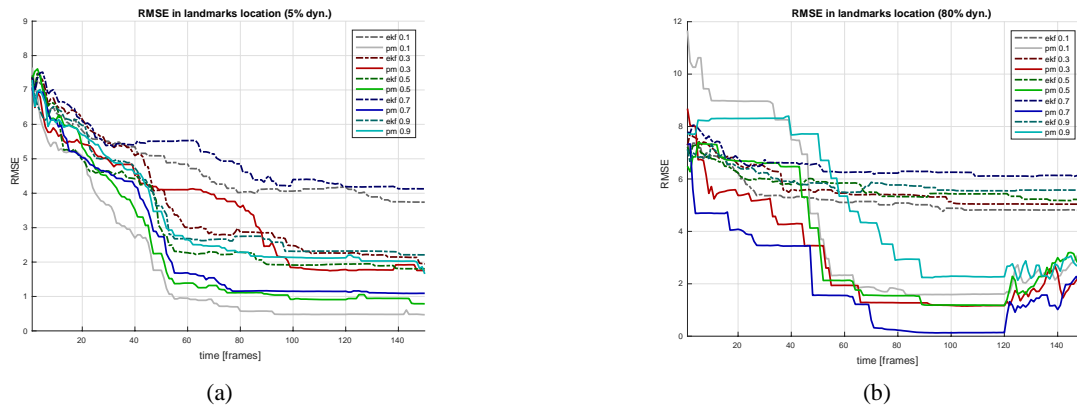 RMSE in landmarks location (5% dyn.)
9
8
7
6
5
4
3
2
1
0
RMSE
20 40 60 80 100 120 140
time [frames]
ekf 0.1
pm 0.1
ekf 0.3
pm 0.3
ekf 0.5
pm 0.5
ekf 0.7
pm 0.7
ekf 0.9
pm 0.9
(a)
RMSE in landmarks location (80% dyn.)
12
10
8
6
4
2
0
RMSE
20 40 60 80 100 120 140
time [frames]
ekf 0.1
pm 0.1
ekf 0.3
pm 0.3
ekf 0.5
pm 0.5
ekf 0.7
pm 0.7
ekf 0.9
pm 0.9
(b)